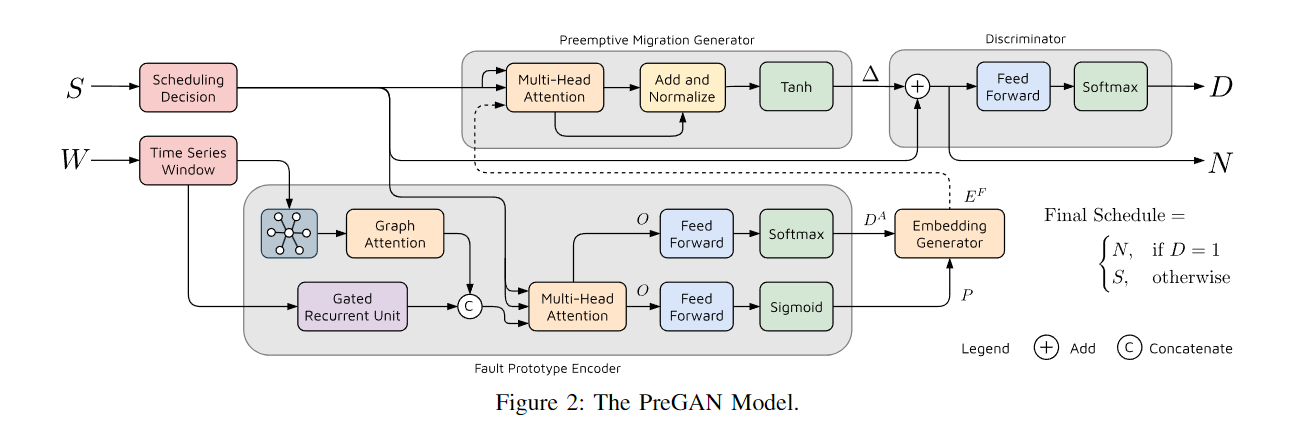 Preemptive Migration Generator
Discriminator
S
Scheduling
Decision
Multi-Head
Attention
Add and
Normalize
Tanh
Δ
+
Feed
Forward
Softmax
D
W
Time Series
Window
N
Graph
Attention
O
Feed
Forward
Softmax
D^A
E^F
Embedding
Generator
Gated
Recurrent Unit
C
Multi-Head
Attention
O
Feed
Forward
Sigmoid
P
Fault Prototype Encoder
Final Schedule =
{ N, if D = 1
S, otherwise
Legend + Add C Concatenate
Figure 2: The PreGAN Model.